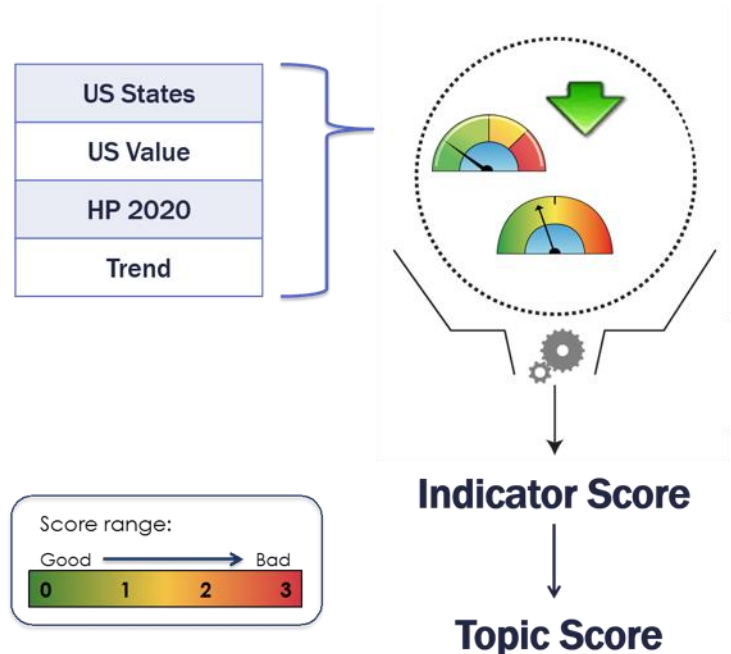 US States
US Value
HP 2020
Trend
Indicator Score
Score range:
Good Bad
0 1 2 3
Topic Score